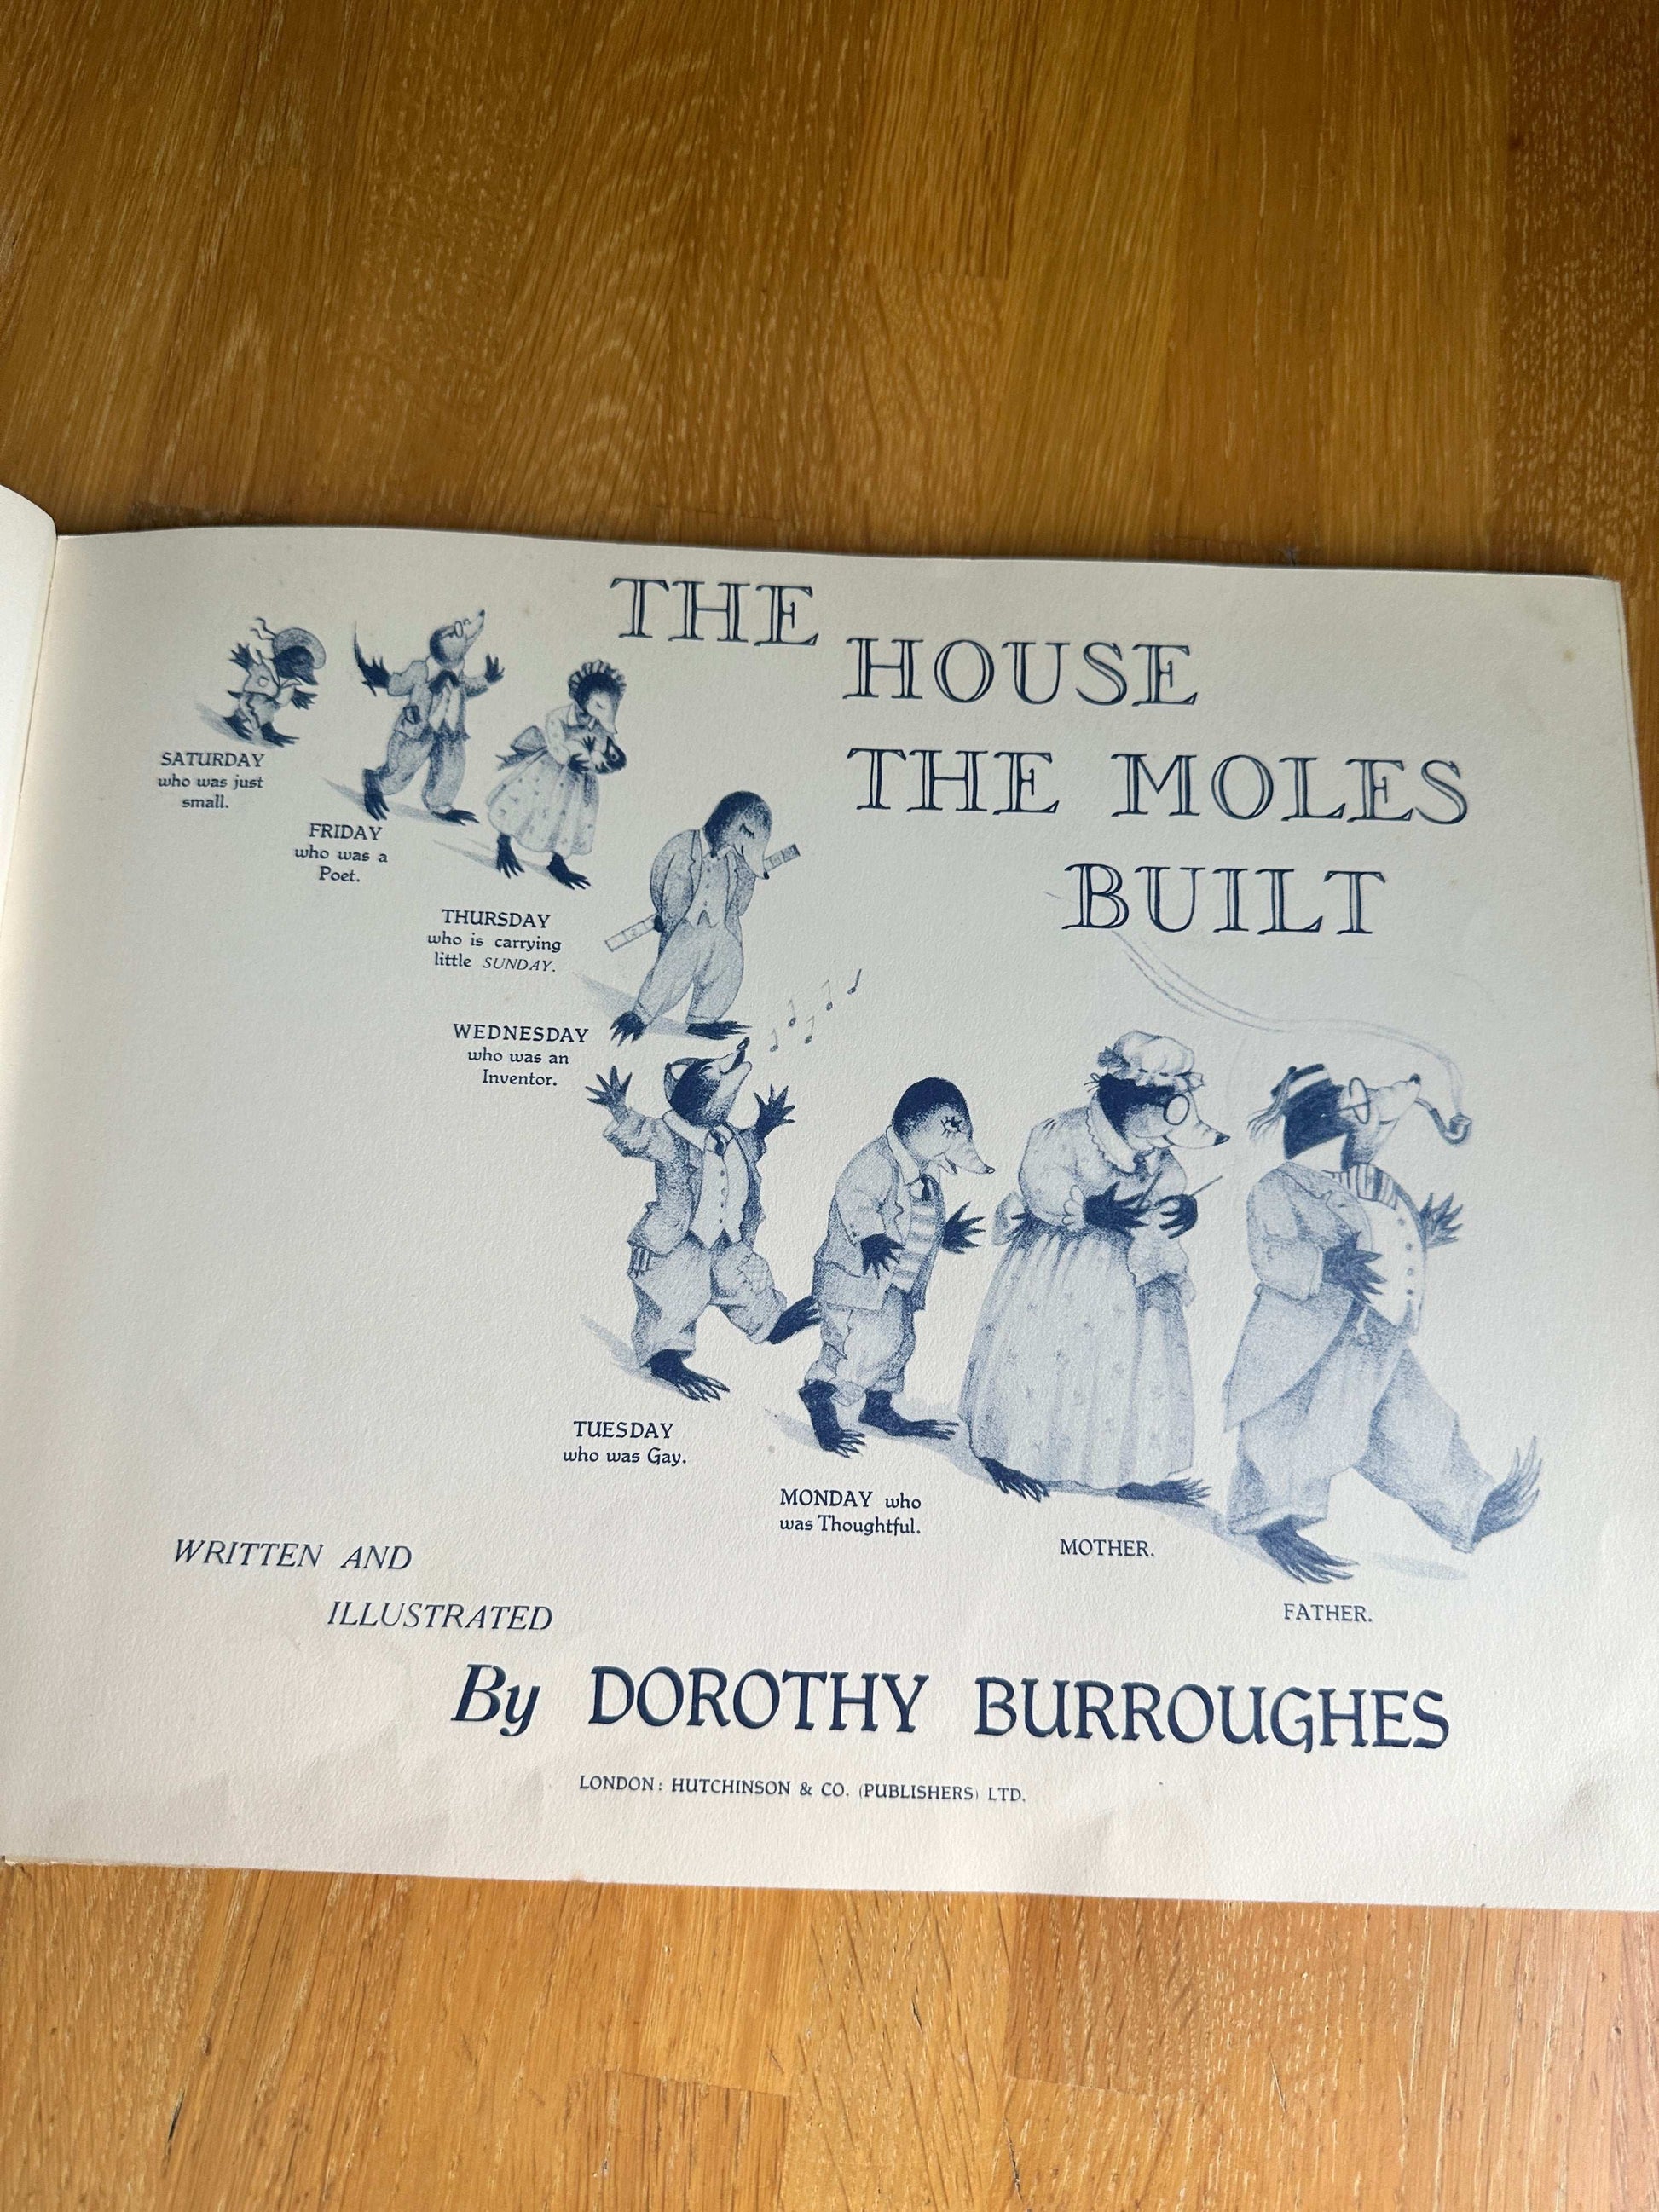 THE
HOUSE
THE MOLES
BUILT
SATURDAY
who was just
small.
FRIDAY
who was a
Poet.
THURSDAY
who is carrying
little SUNDAY.
WEDNESDAY
who was an
Inventor.
TUESDAY
who was Gay.
MONDAY who
was Thoughtful.
MOTHER.
FATHER.
WRITTEN AND
ILLUSTRATED
By DOROTHY BURROUGHES
LONDON: HUTCHINSON & CO. (PUBLISHERS) LTD.